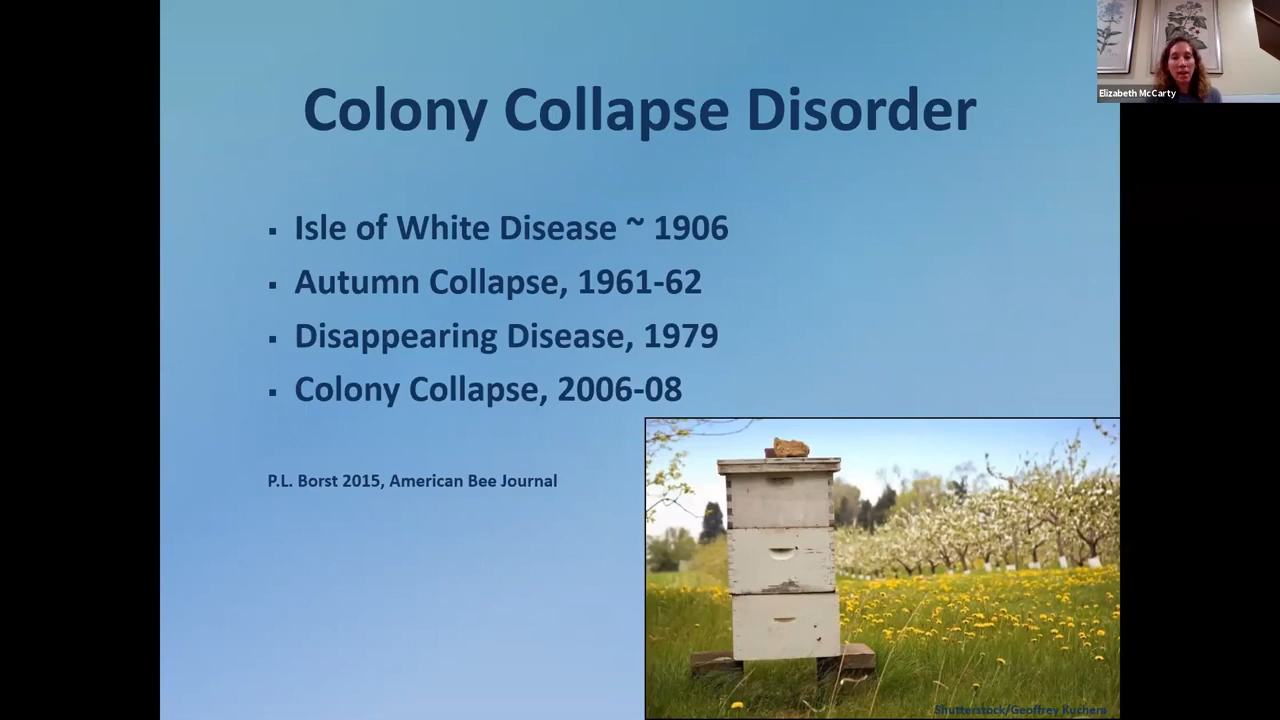 Elizabeth McCarty
Colony Collapse Disorder
▪ Isle of White Disease ~ 1906
▪ Autumn Collapse, 1961-62
▪ Disappearing Disease, 1979
▪ Colony Collapse, 2006-08
P.L. Borst 2015, American Bee Journal
Shutterstock/Geoffrey Kuchera